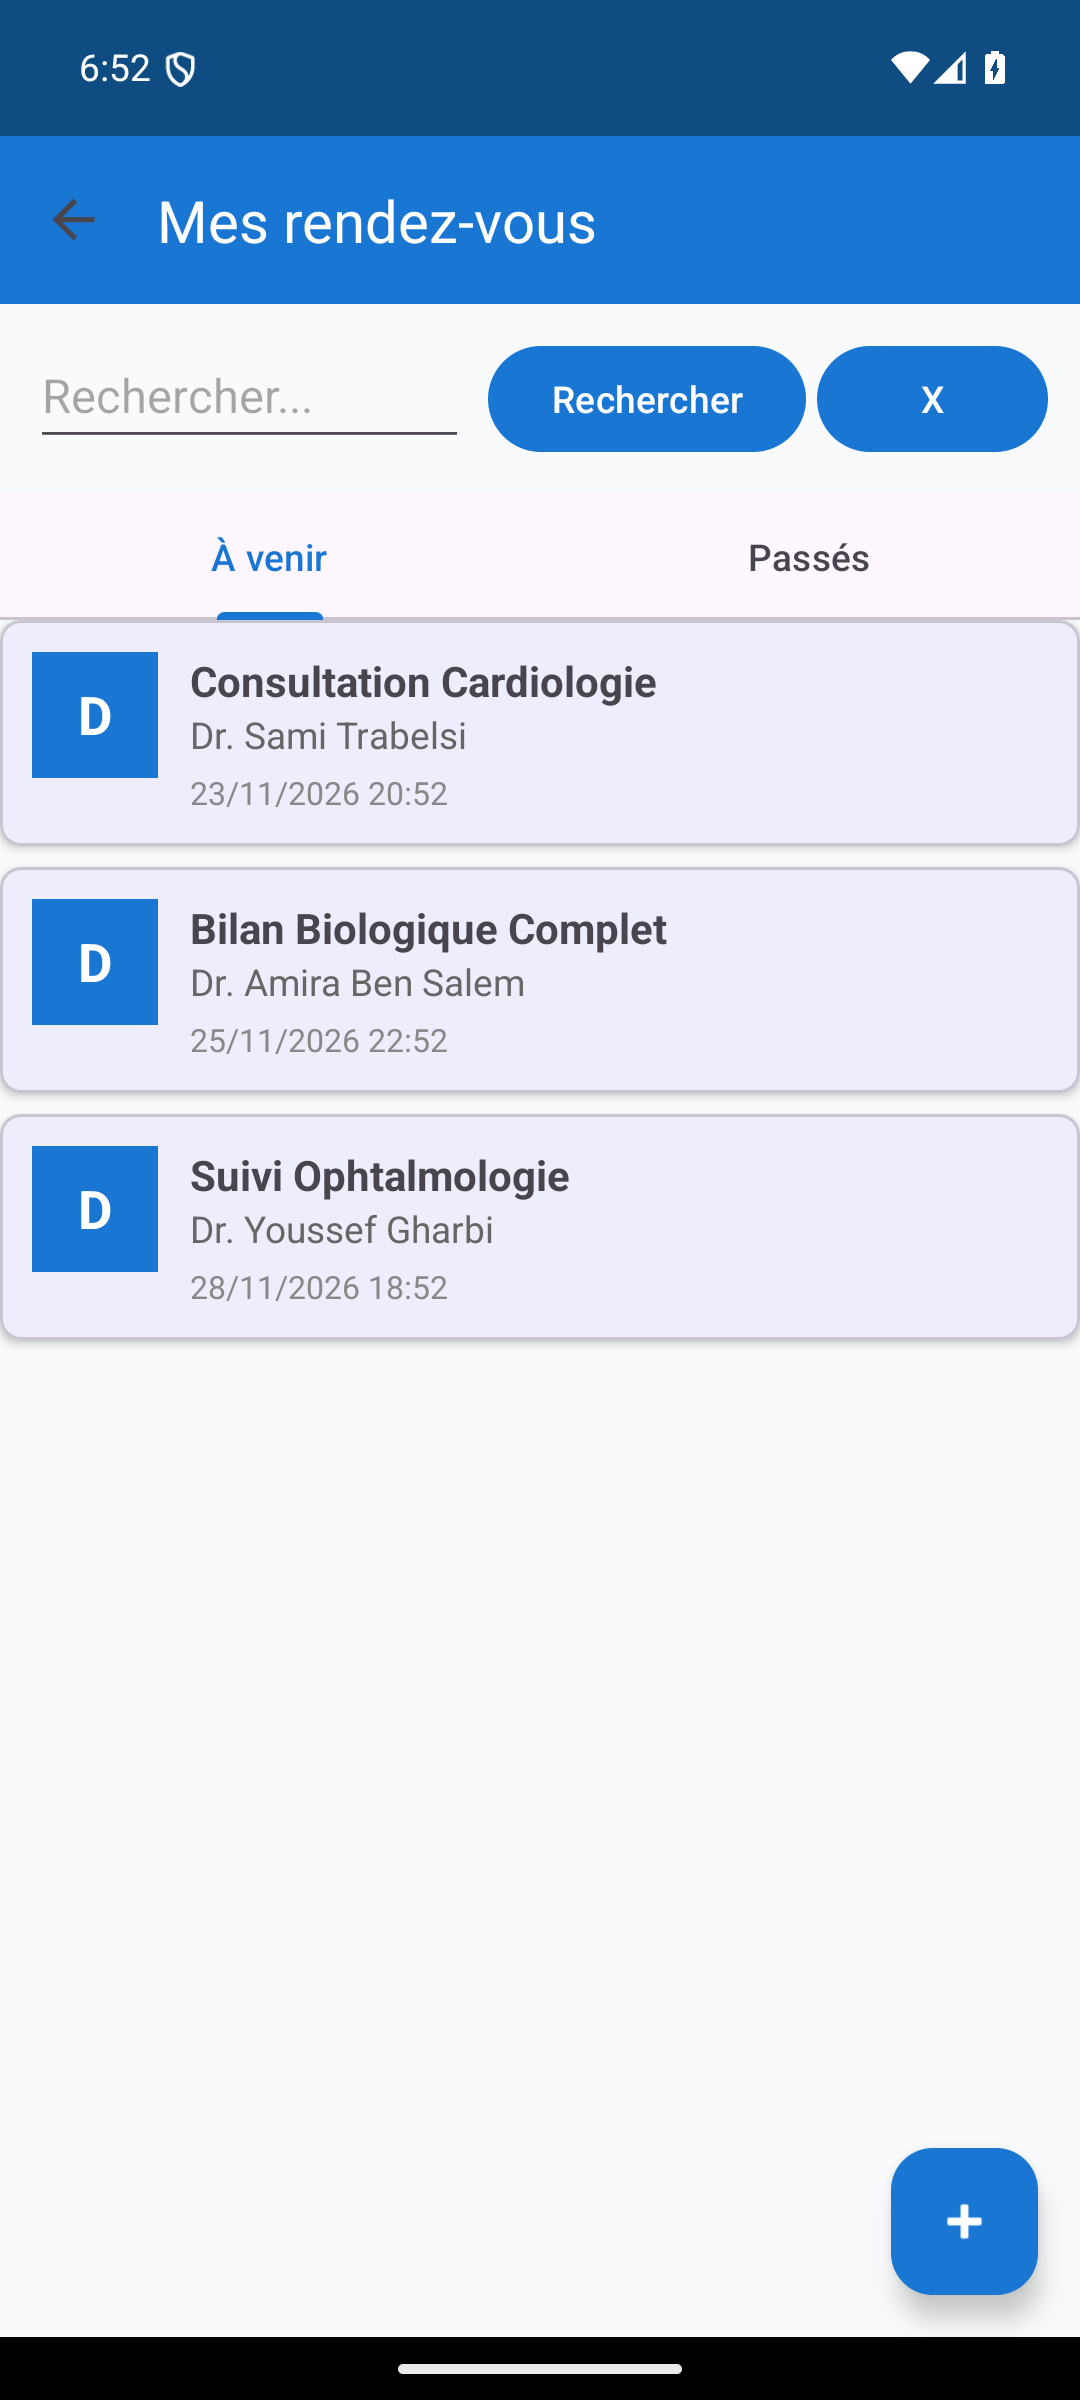 6:52
Mes rendez-vous
Rechercher...
Rechercher
X
À venir
Passés
D
Consultation Cardiologie
Dr. Sami Trabelsi
23/11/2026 20:52
D
Bilan Biologique Complet
Dr. Amira Ben Salem
25/11/2026 22:52
D
Suivi Ophtalmologie
Dr. Youssef Gharbi
28/11/2026 18:52
+